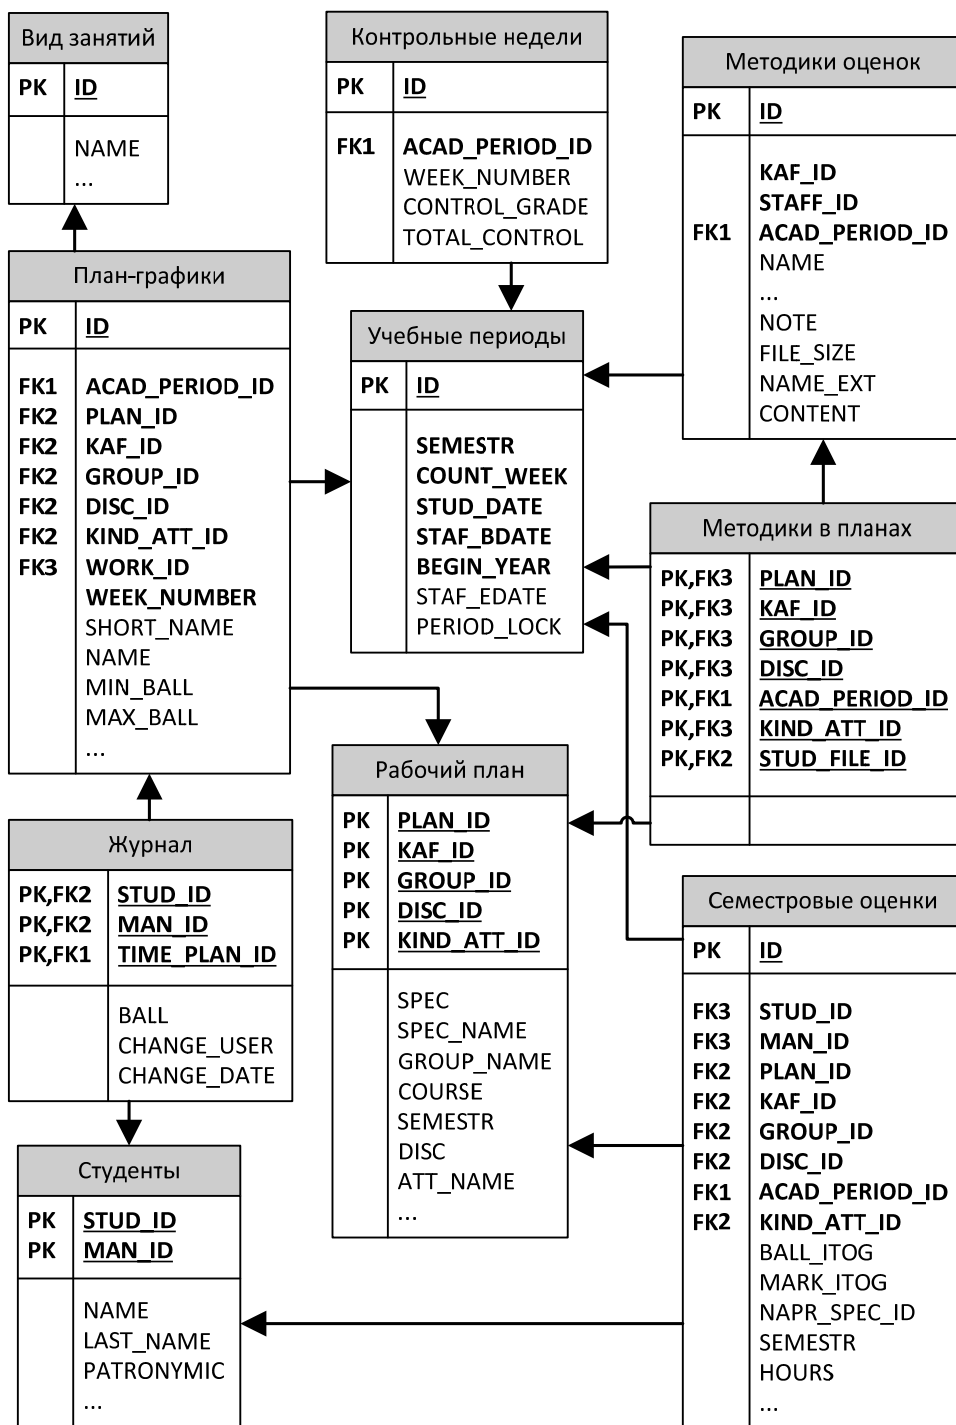 Вид занятий
PK ID
NAME
...
Контрольные недели
PK ID
FK1 ACAD_PERIOD_ID
WEEK_NUMBER
CONTROL_GRADE
TOTAL_CONTROL
Методики оценок
PK ID
KAF_ID
STAFF_ID
FK1 ACAD_PERIOD_ID
NAME
...
NOTE
FILE_SIZE
NAME_EXT
CONTENT
План-графики
PK ID
FK1 ACAD_PERIOD_ID
FK2 PLAN_ID
FK2 KAF_ID
FK2 GROUP_ID
FK2 DISC_ID
FK2 KIND_ATT_ID
FK3 WORK_ID
WEEK_NUMBER
SHORT_NAME
NAME
MIN_BALL
MAX_BALL
...
Учебные периоды
PK ID
SEMESTR
COUNT_WEEK
STUD_DATE
STAF_BDATE
BEGIN_YEAR
STAF_EDATE
PERIOD_LOCK
Методики в планах
PK,FK3 PLAN_ID
PK,FK3 KAF_ID
PK,FK3 GROUP_ID
PK,FK3 DISC_ID
PK,FK1 ACAD_PERIOD_ID
PK,FK3 KIND_ATT_ID
PK,FK2 STUD_FILE_ID
Журнал
PK,FK2 STUD_ID
PK,FK2 MAN_ID
PK,FK1 TIME_PLAN_ID
BALL
CHANGE_USER
CHANGE_DATE
Рабочий план
PK PLAN_ID
PK KAF_ID
PK GROUP_ID
PK DISC_ID
PK KIND_ATT_ID
SPEC
SPEC_NAME
GROUP_NAME
COURSE
SEMESTR
DISC
ATT_NAME
...
Семестровые оценки
PK ID
FK3 STUD_ID
FK3 MAN_ID
FK2 PLAN_ID
FK2 KAF_ID
FK2 GROUP_ID
FK2 DISC_ID
FK1 ACAD_PERIOD_ID
FK2 KIND_ATT_ID
BALL_ITOG
MARK_ITOG
NAPR_SPEC_ID
SEMESTR
HOURS
...
Студенты
PK STUD_ID
PK MAN_ID
NAME
LAST_NAME
PATRONYMIC
...